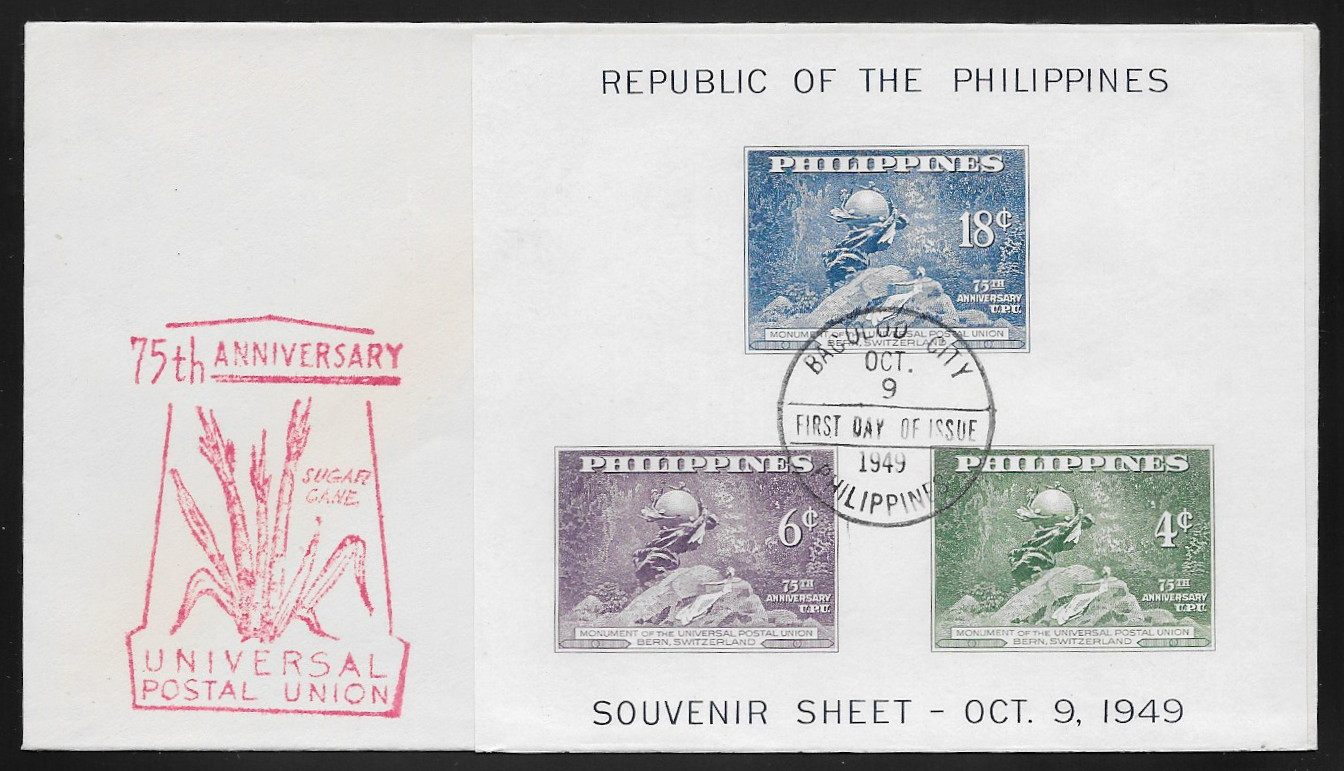 REPUBLIC OF THE PHILIPPINES
PHILIPPINES
18¢
75TH
ANNIVERSARY
U.P.U.
MONUMENT OF THE UNIVERSAL POSTAL UNION
BERN, SWITZERLAND
BACOLOD CITY
OCT.
9
FIRST DAY OF ISSUE
1949
PHILIPPINES
PHILIPPINES
6¢
75TH
ANNIVERSARY
U.P.U.
MONUMENT OF THE UNIVERSAL POSTAL UNION
BERN, SWITZERLAND
PHILIPPINES
4¢
75TH
ANNIVERSARY
U.P.U.
MONUMENT OF THE UNIVERSAL POSTAL UNION
BERN, SWITZERLAND
SOUVENIR SHEET - OCT. 9, 1949
75th ANNIVERSARY
SUGAR
CANE
UNIVERSAL
POSTAL UNION